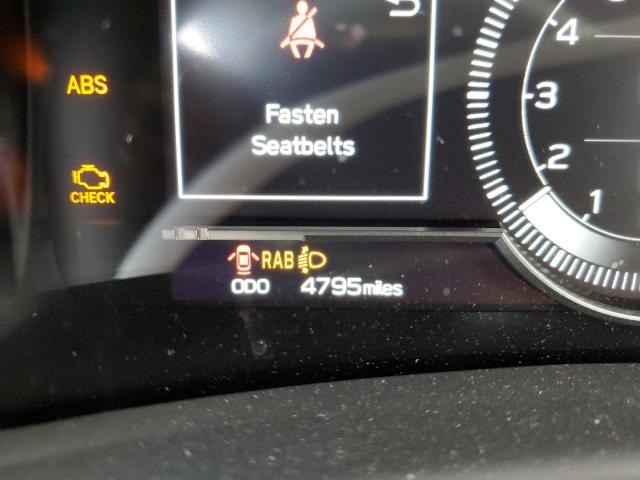 4
ABS
3
Fasten
Seatbelts
2
CHECK
1
RAB
ODO 4795 miles